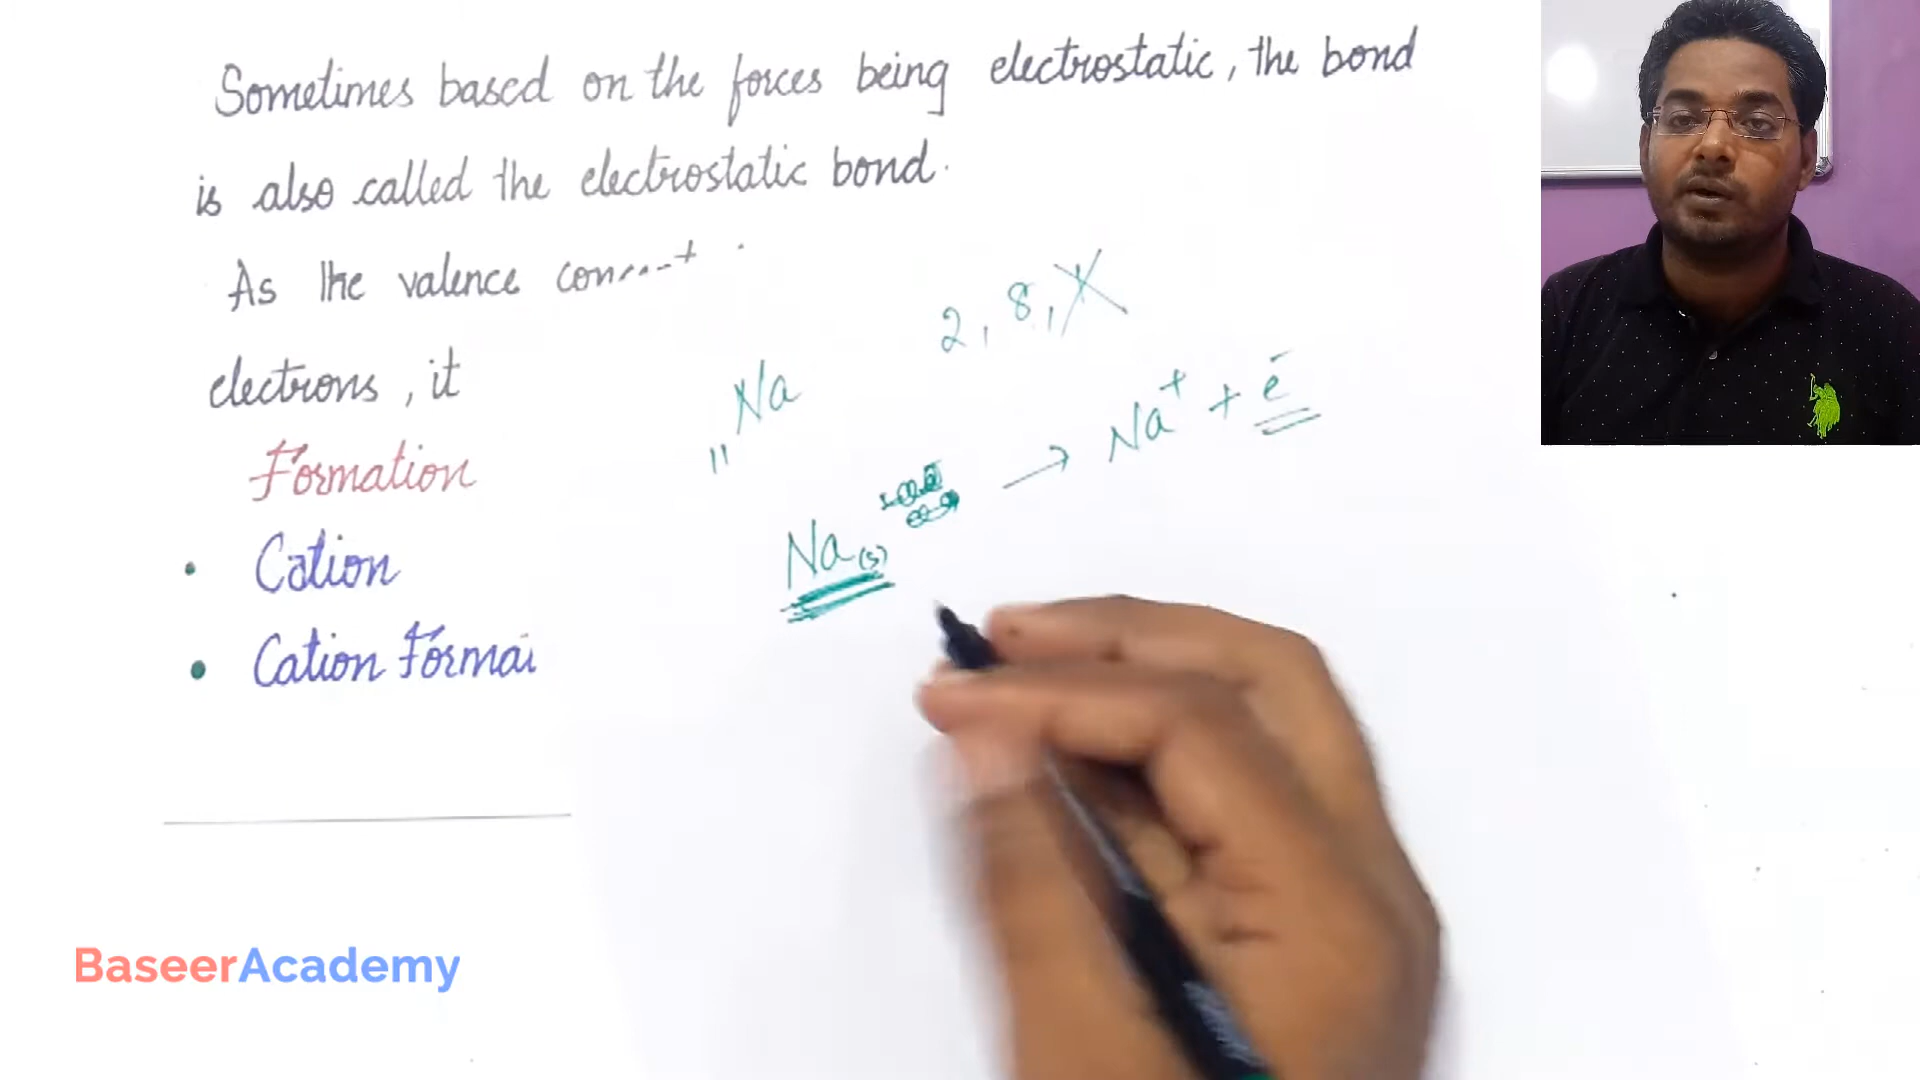 Sometimes based on the forces being electrostatic, the bond
is also called the electrostatic bond.
As the valence
electrons, it
Formation
Cation
Cation Formai
2, 8, X
11Na
Na(s) → Na⁺ + e⁻
BaseerAcademy